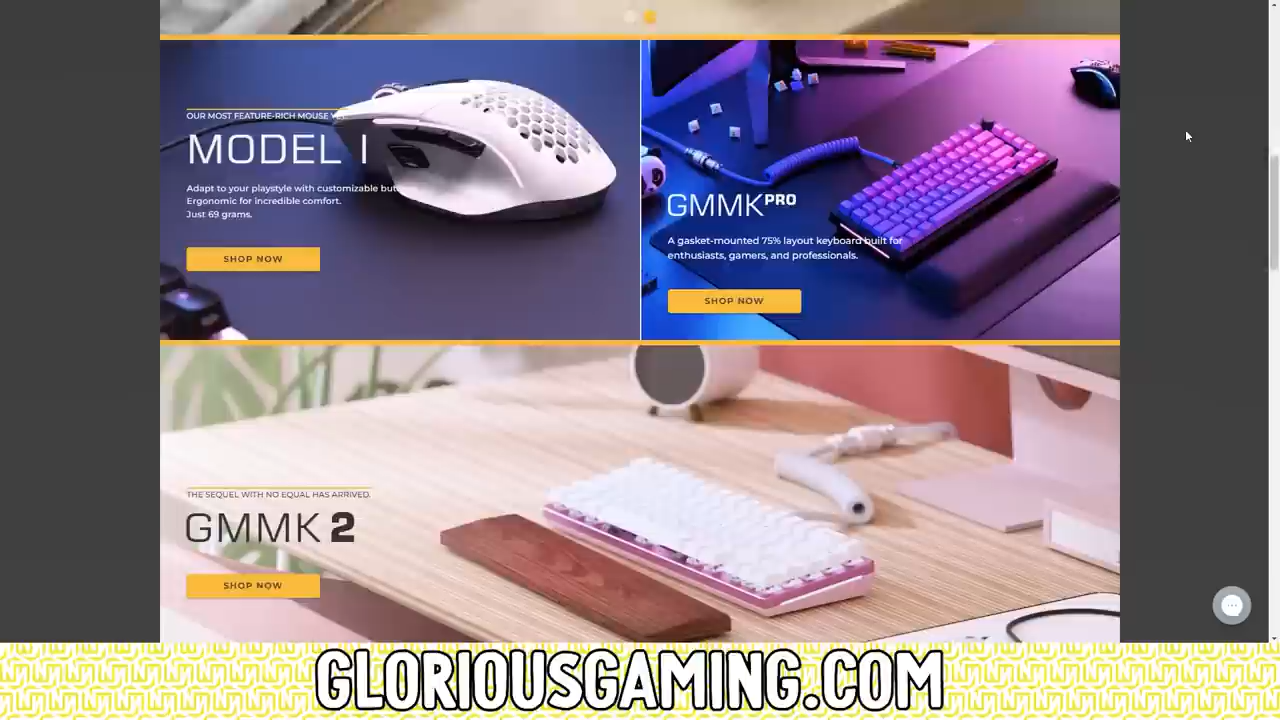 OUR MOST FEATURE-RICH MOUSE YET
MODEL I
Adapt to your playstyle with customizable but
Ergonomic for incredible comfort.
Just 69 grams.
SHOP NOW
GMMK PRO
A gasket-mounted 75% layout keyboard built for
enthusiasts, gamers, and professionals.
SHOP NOW
THE SEQUEL WITH NO EQUAL HAS ARRIVED.
GMMK 2
SHOP NOW
GLORIOUSGAMING.COM